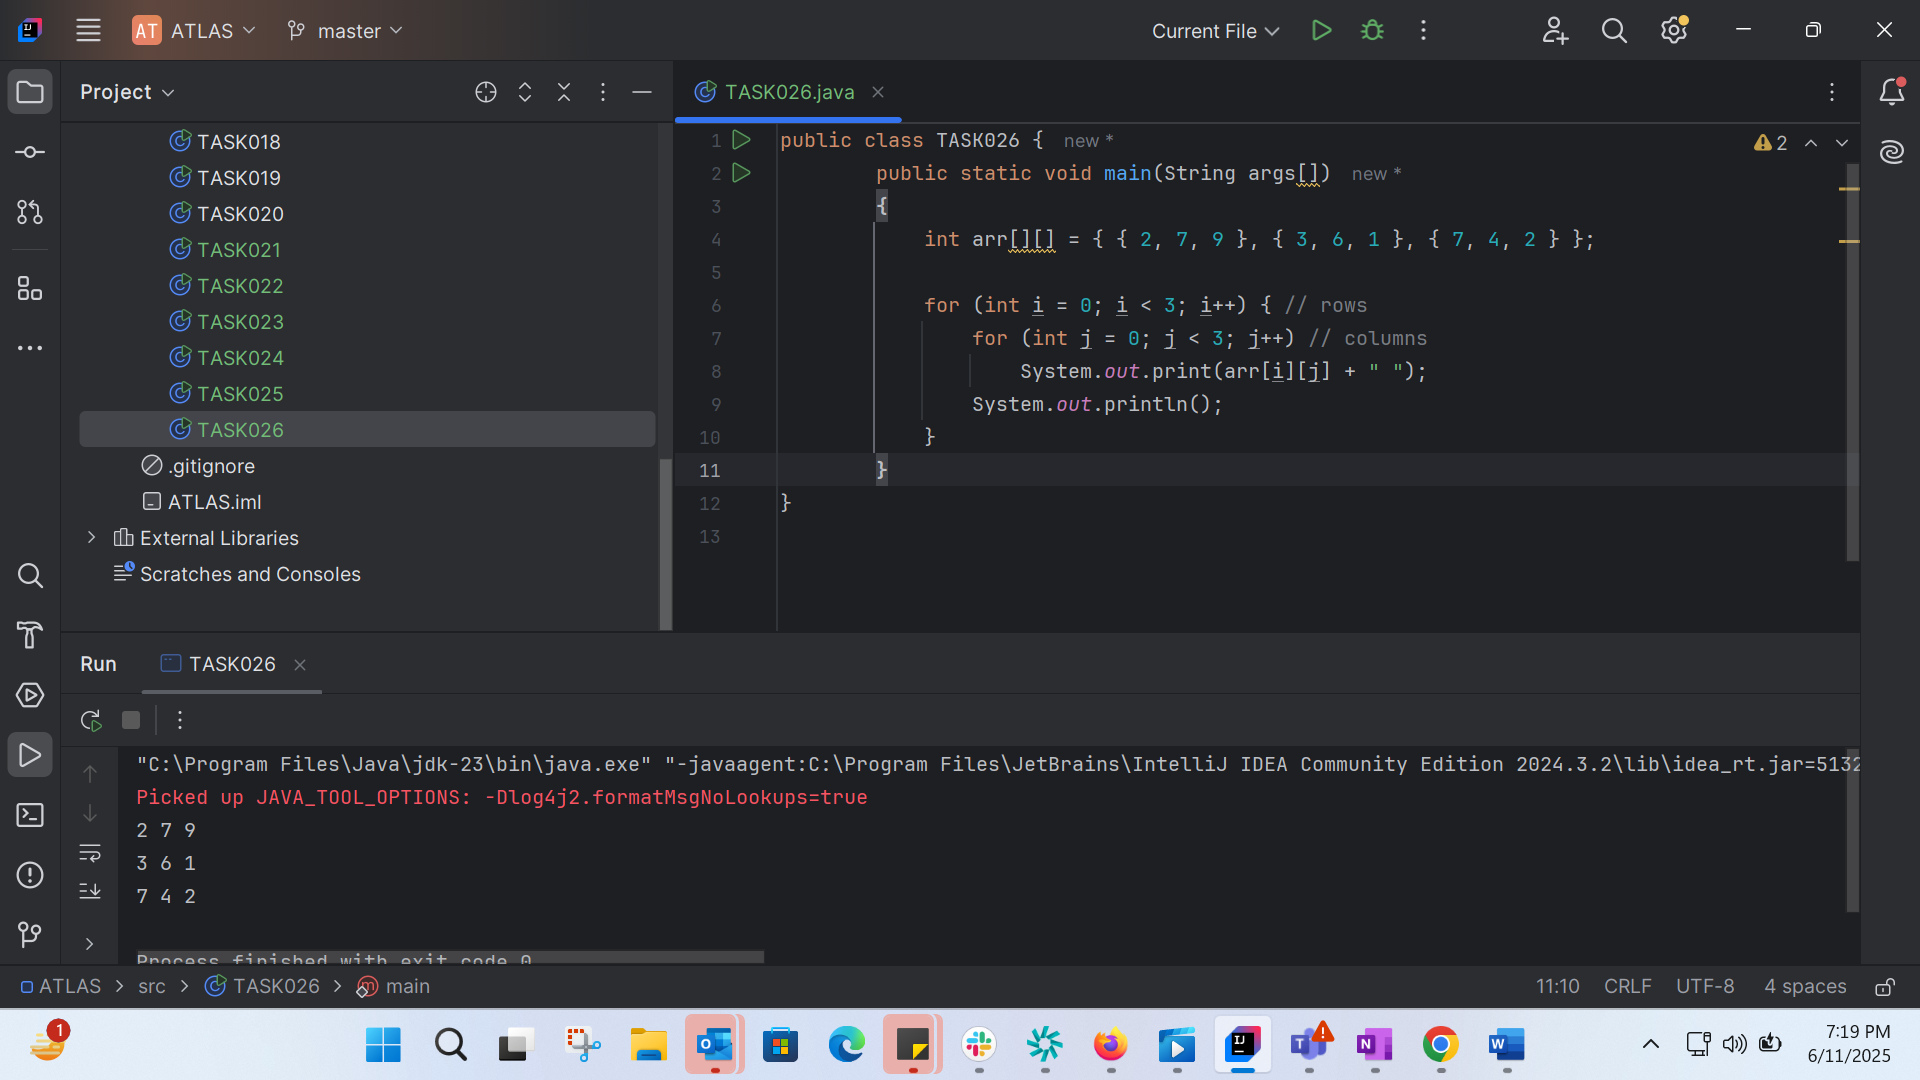 AT ATLAS master Current File
Project
TASK026.java
TASK018
TASK019
TASK020
TASK021
TASK022
TASK023
TASK024
TASK025
TASK026
.gitignore
ATLAS.iml
External Libraries
Scratches and Consoles
1 public class TASK026 { new *
2 public static void main(String args[]) new *
3 {
4 int arr[][] = { { 2, 7, 9 }, { 3, 6, 1 }, { 7, 4, 2 } };
5
6 for (int i = 0; i < 3; i++) { // rows
7 for (int j = 0; j < 3; j++) // columns
8 System.out.print(arr[i][j] + " ");
9 System.out.println();
10 }
11 }
12 }
13
2
Run TASK026
"C:\Program Files\Java\jdk-23\bin\java.exe" "-javaagent:C:\Program Files\JetBrains\IntelliJ IDEA Community Edition 2024.3.2\lib\idea_rt.jar=5132
Picked up JAVA_TOOL_OPTIONS: -Dlog4j2.formatMsgNoLookups=true
2 7 9
3 6 1
7 4 2
Process finished with exit code 0
ATLAS > src > TASK026 > main
11:10 CRLF UTF-8 4 spaces
1
7:19 PM
6/11/2025